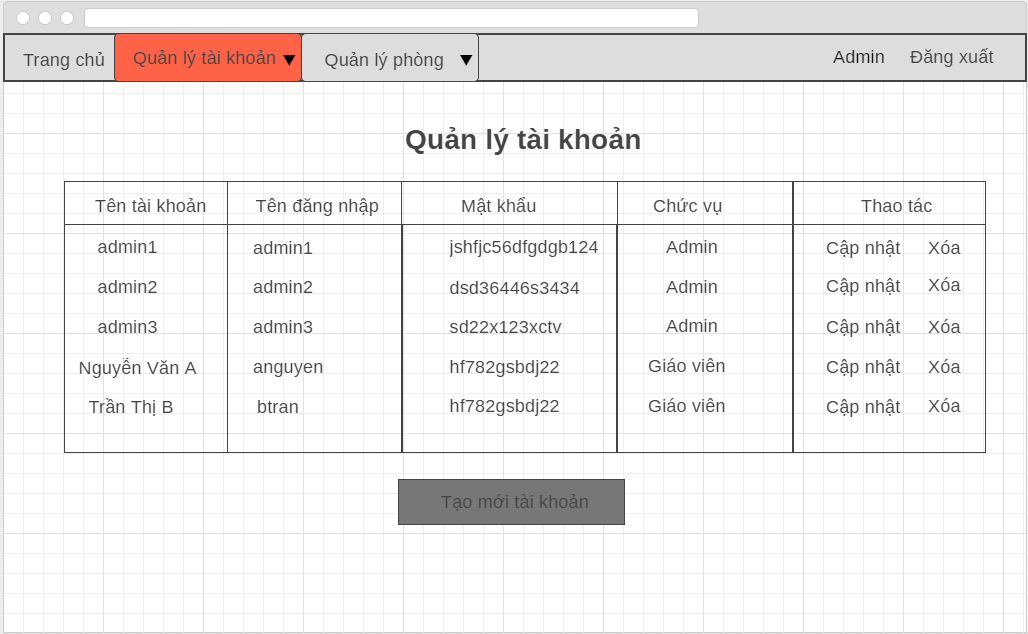 Trang chủ Quản lý tài khoản Quản lý phòng Admin Đăng xuất
Quản lý tài khoản
Tên tài khoản Tên đăng nhập Mật khẩu Chức vụ Thao tác
admin1 admin1 jshfjc56dfgdgb124 Admin Cập nhật Xóa
admin2 admin2 dsd36446s3434 Admin Cập nhật Xóa
admin3 admin3 sd22x123xctv Admin Cập nhật Xóa
Nguyễn Văn A anguyen hf782gsbdj22 Giáo viên Cập nhật Xóa
Trần Thị B btran hf782gsbdj22 Giáo viên Cập nhật Xóa
Tạo mới tài khoản